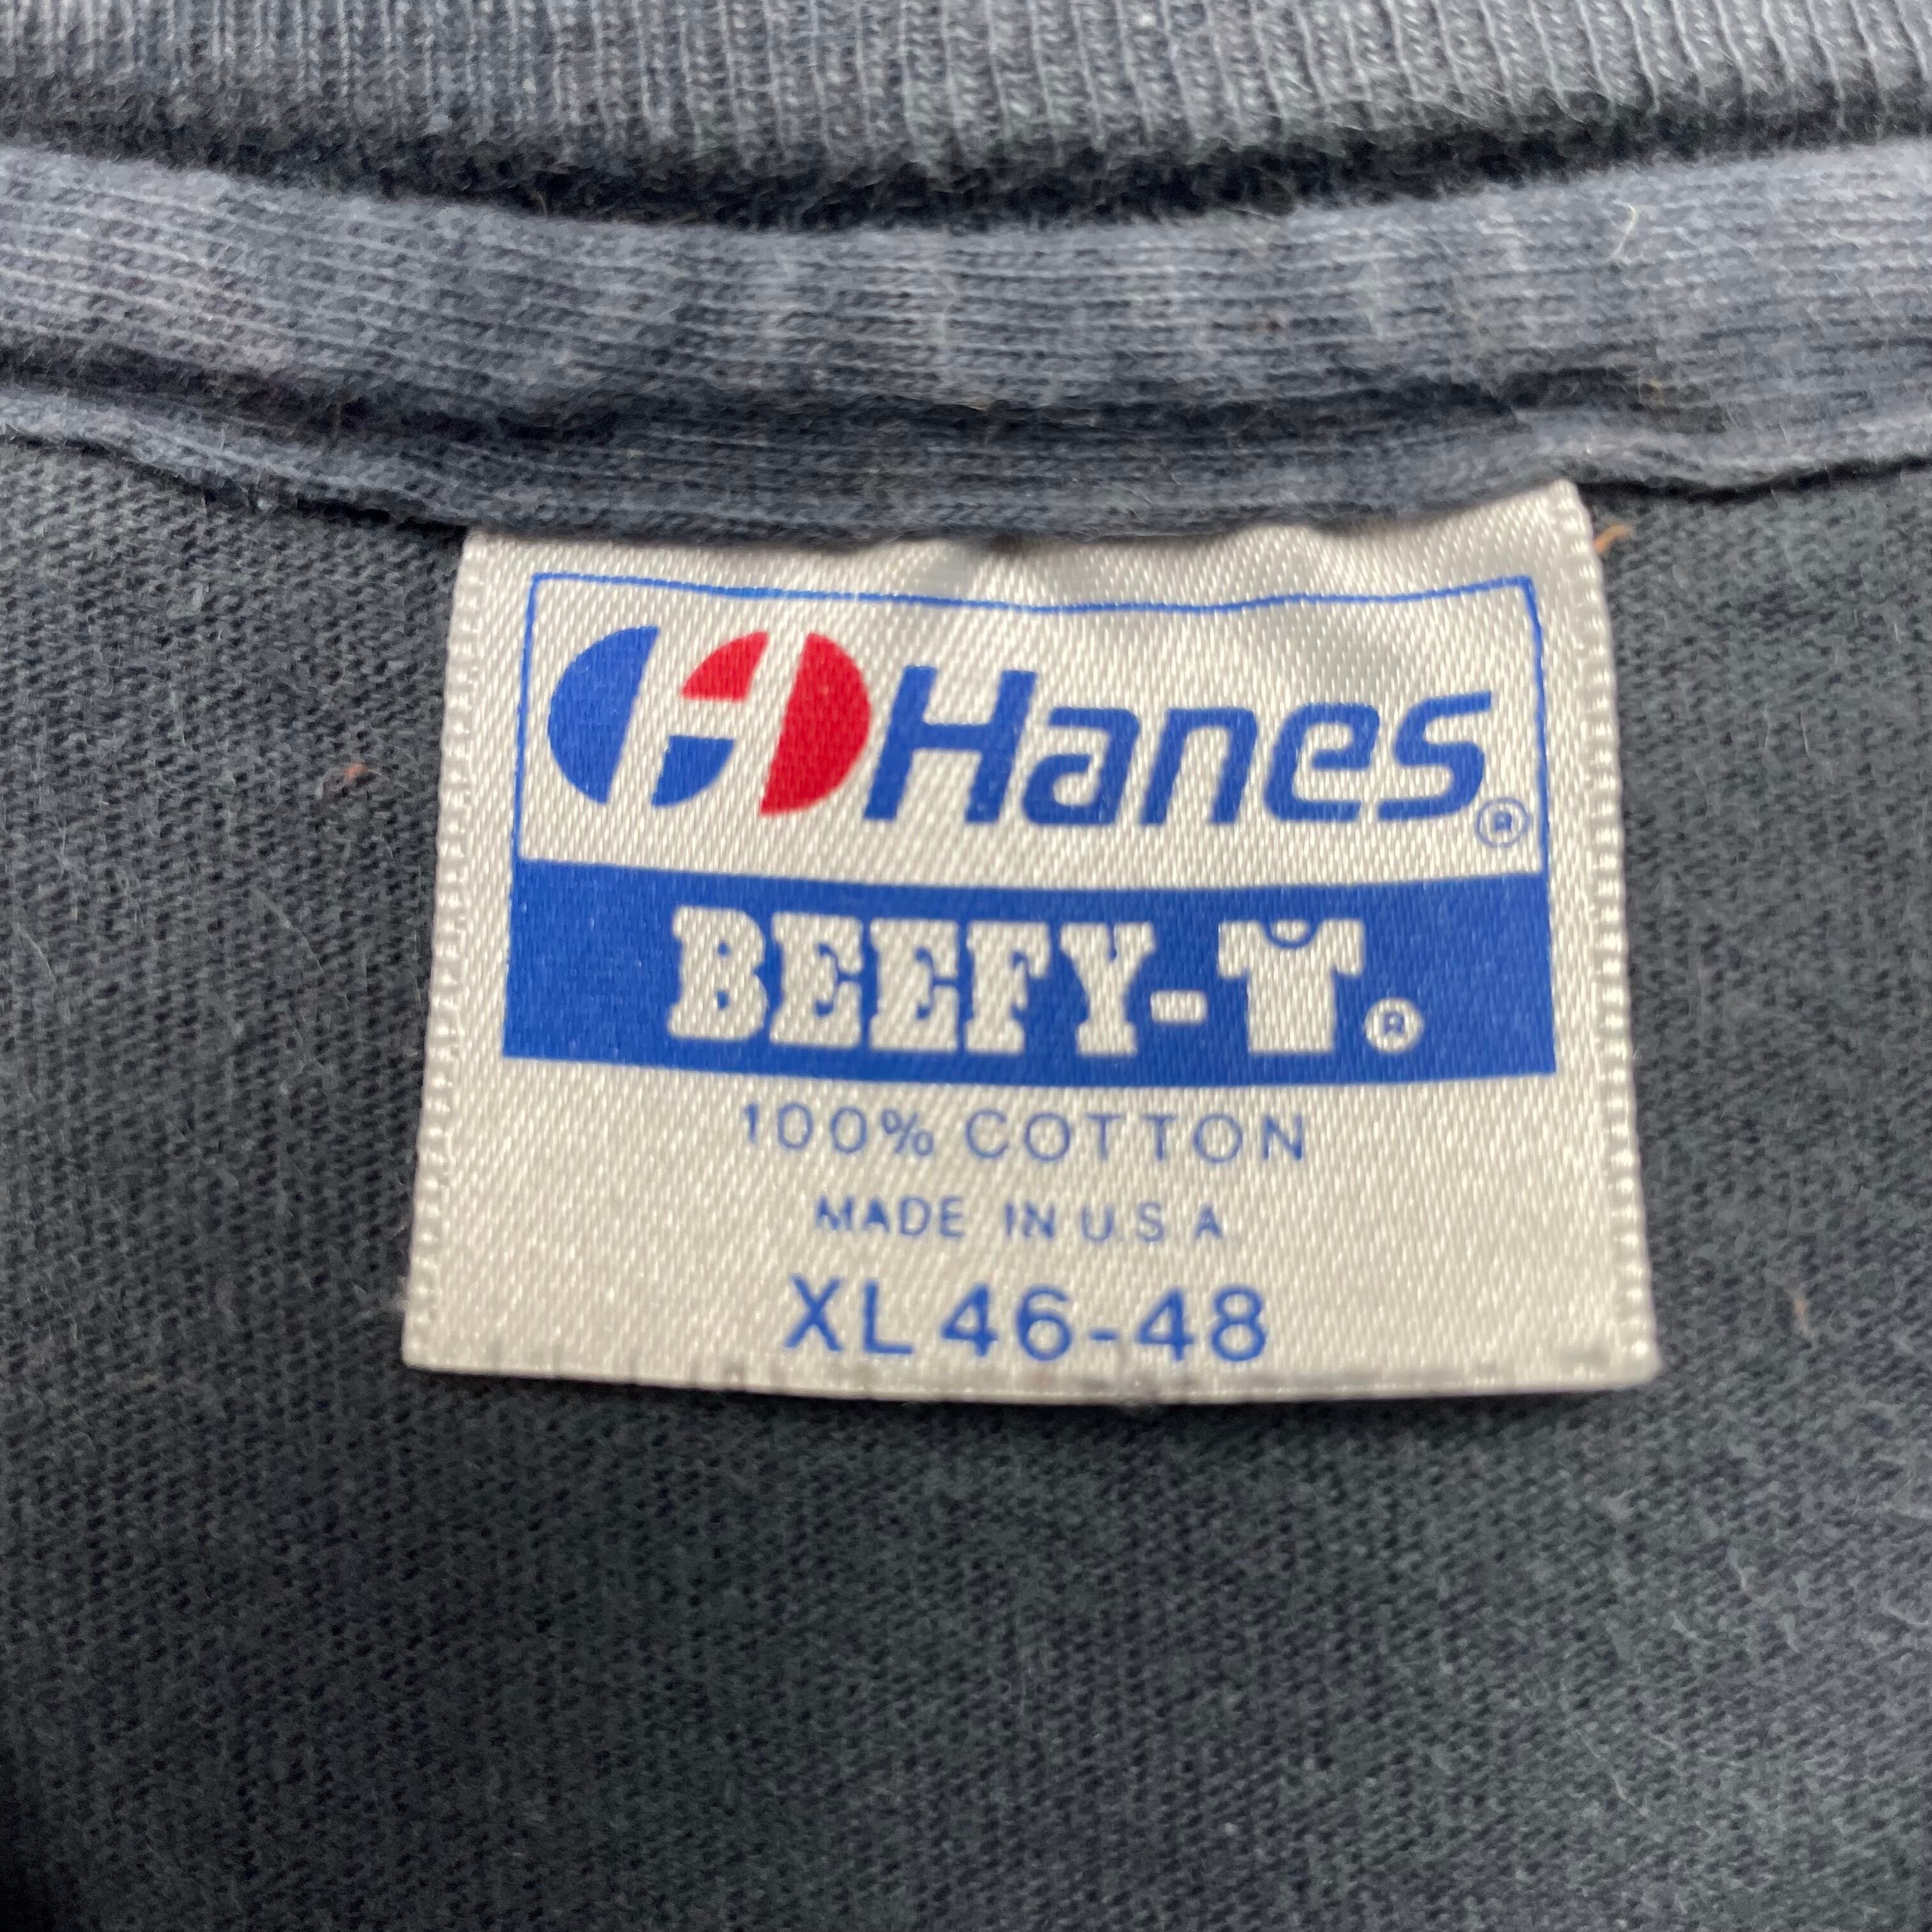 Hanes®
BEEFY-T®
100% COTTON
MADE IN U.S.A
XL 46-48